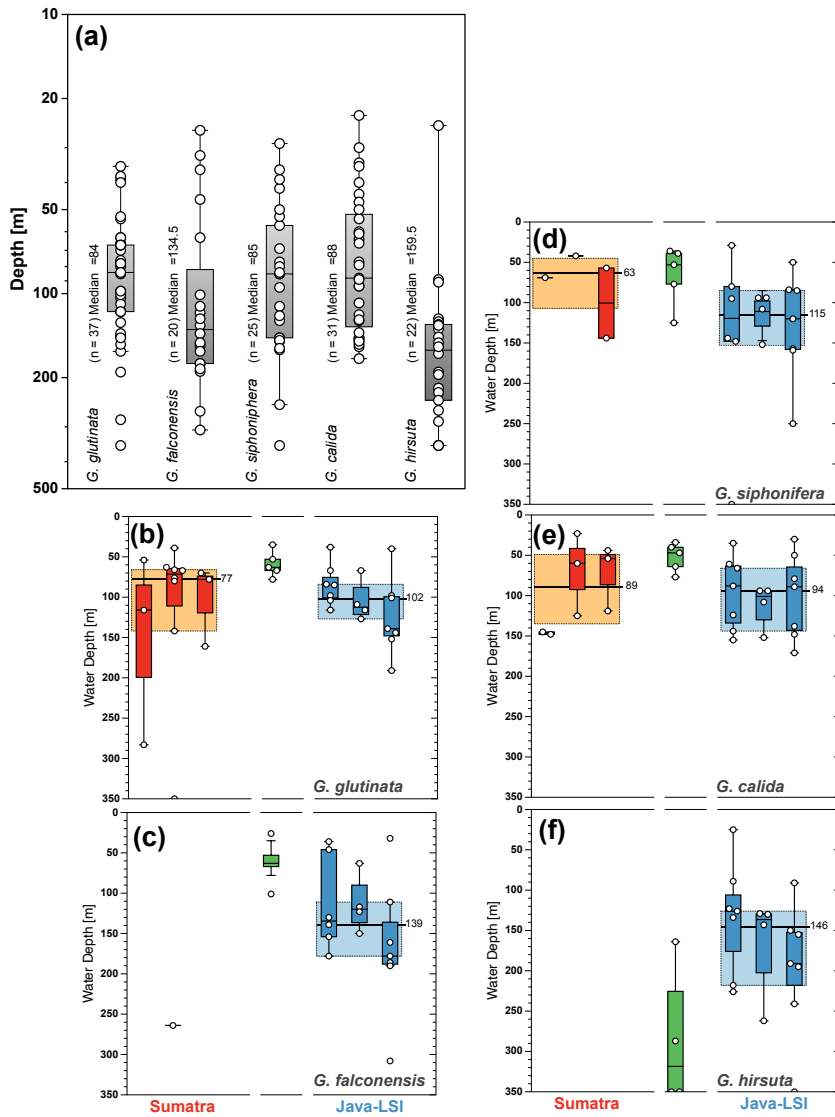 (a)
10
20
50
100
200
500
Depth [m]
(n = 37) Median =84
(n = 20) Median =134.5
(n = 25) Median =85
(n = 31) Median =88
(n = 22) Median =159.5
G. glutinata
G. falconensis
G. siphoniphera
G. calida
G. hirsuta
(d)
0
50
100
150
200
250
300
350
Water Depth [m]
63
115
G. siphonifera
(b)
0
50
100
150
200
250
300
350
Water Depth [m]
77
102
G. glutinata
(e)
0
50
100
150
200
250
300
350
Water Depth [m]
89
94
G. calida
(c)
0
50
100
150
200
250
300
350
Water Depth [m]
139
G. falconensis
Sumatra
Java-LSI
(f)
0
50
100
150
200
250
300
350
Water Depth [m]
146
G. hirsuta
Sumatra
Java-LSI